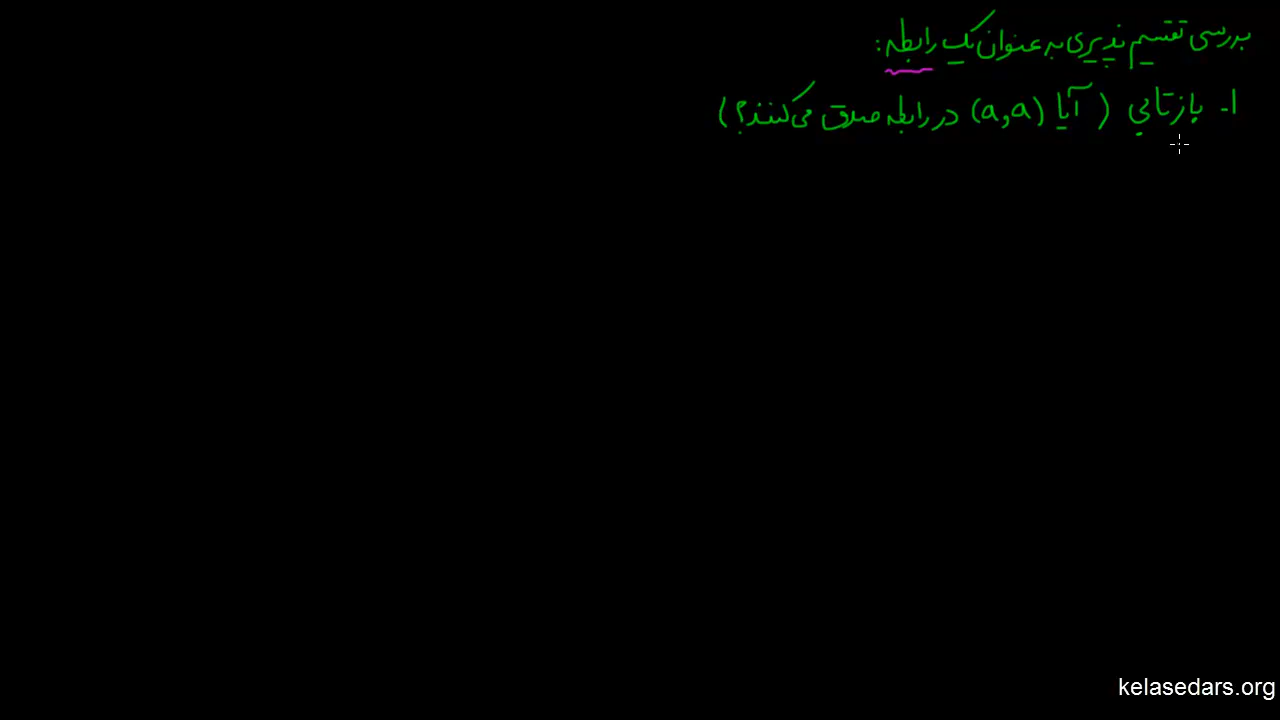 بررسی تقسیم پذیری به عنوان یک رابطه:
۱- بازتابی (آیا (a,a) در رابطه صدق می‌کنند؟)
kelasedars.org